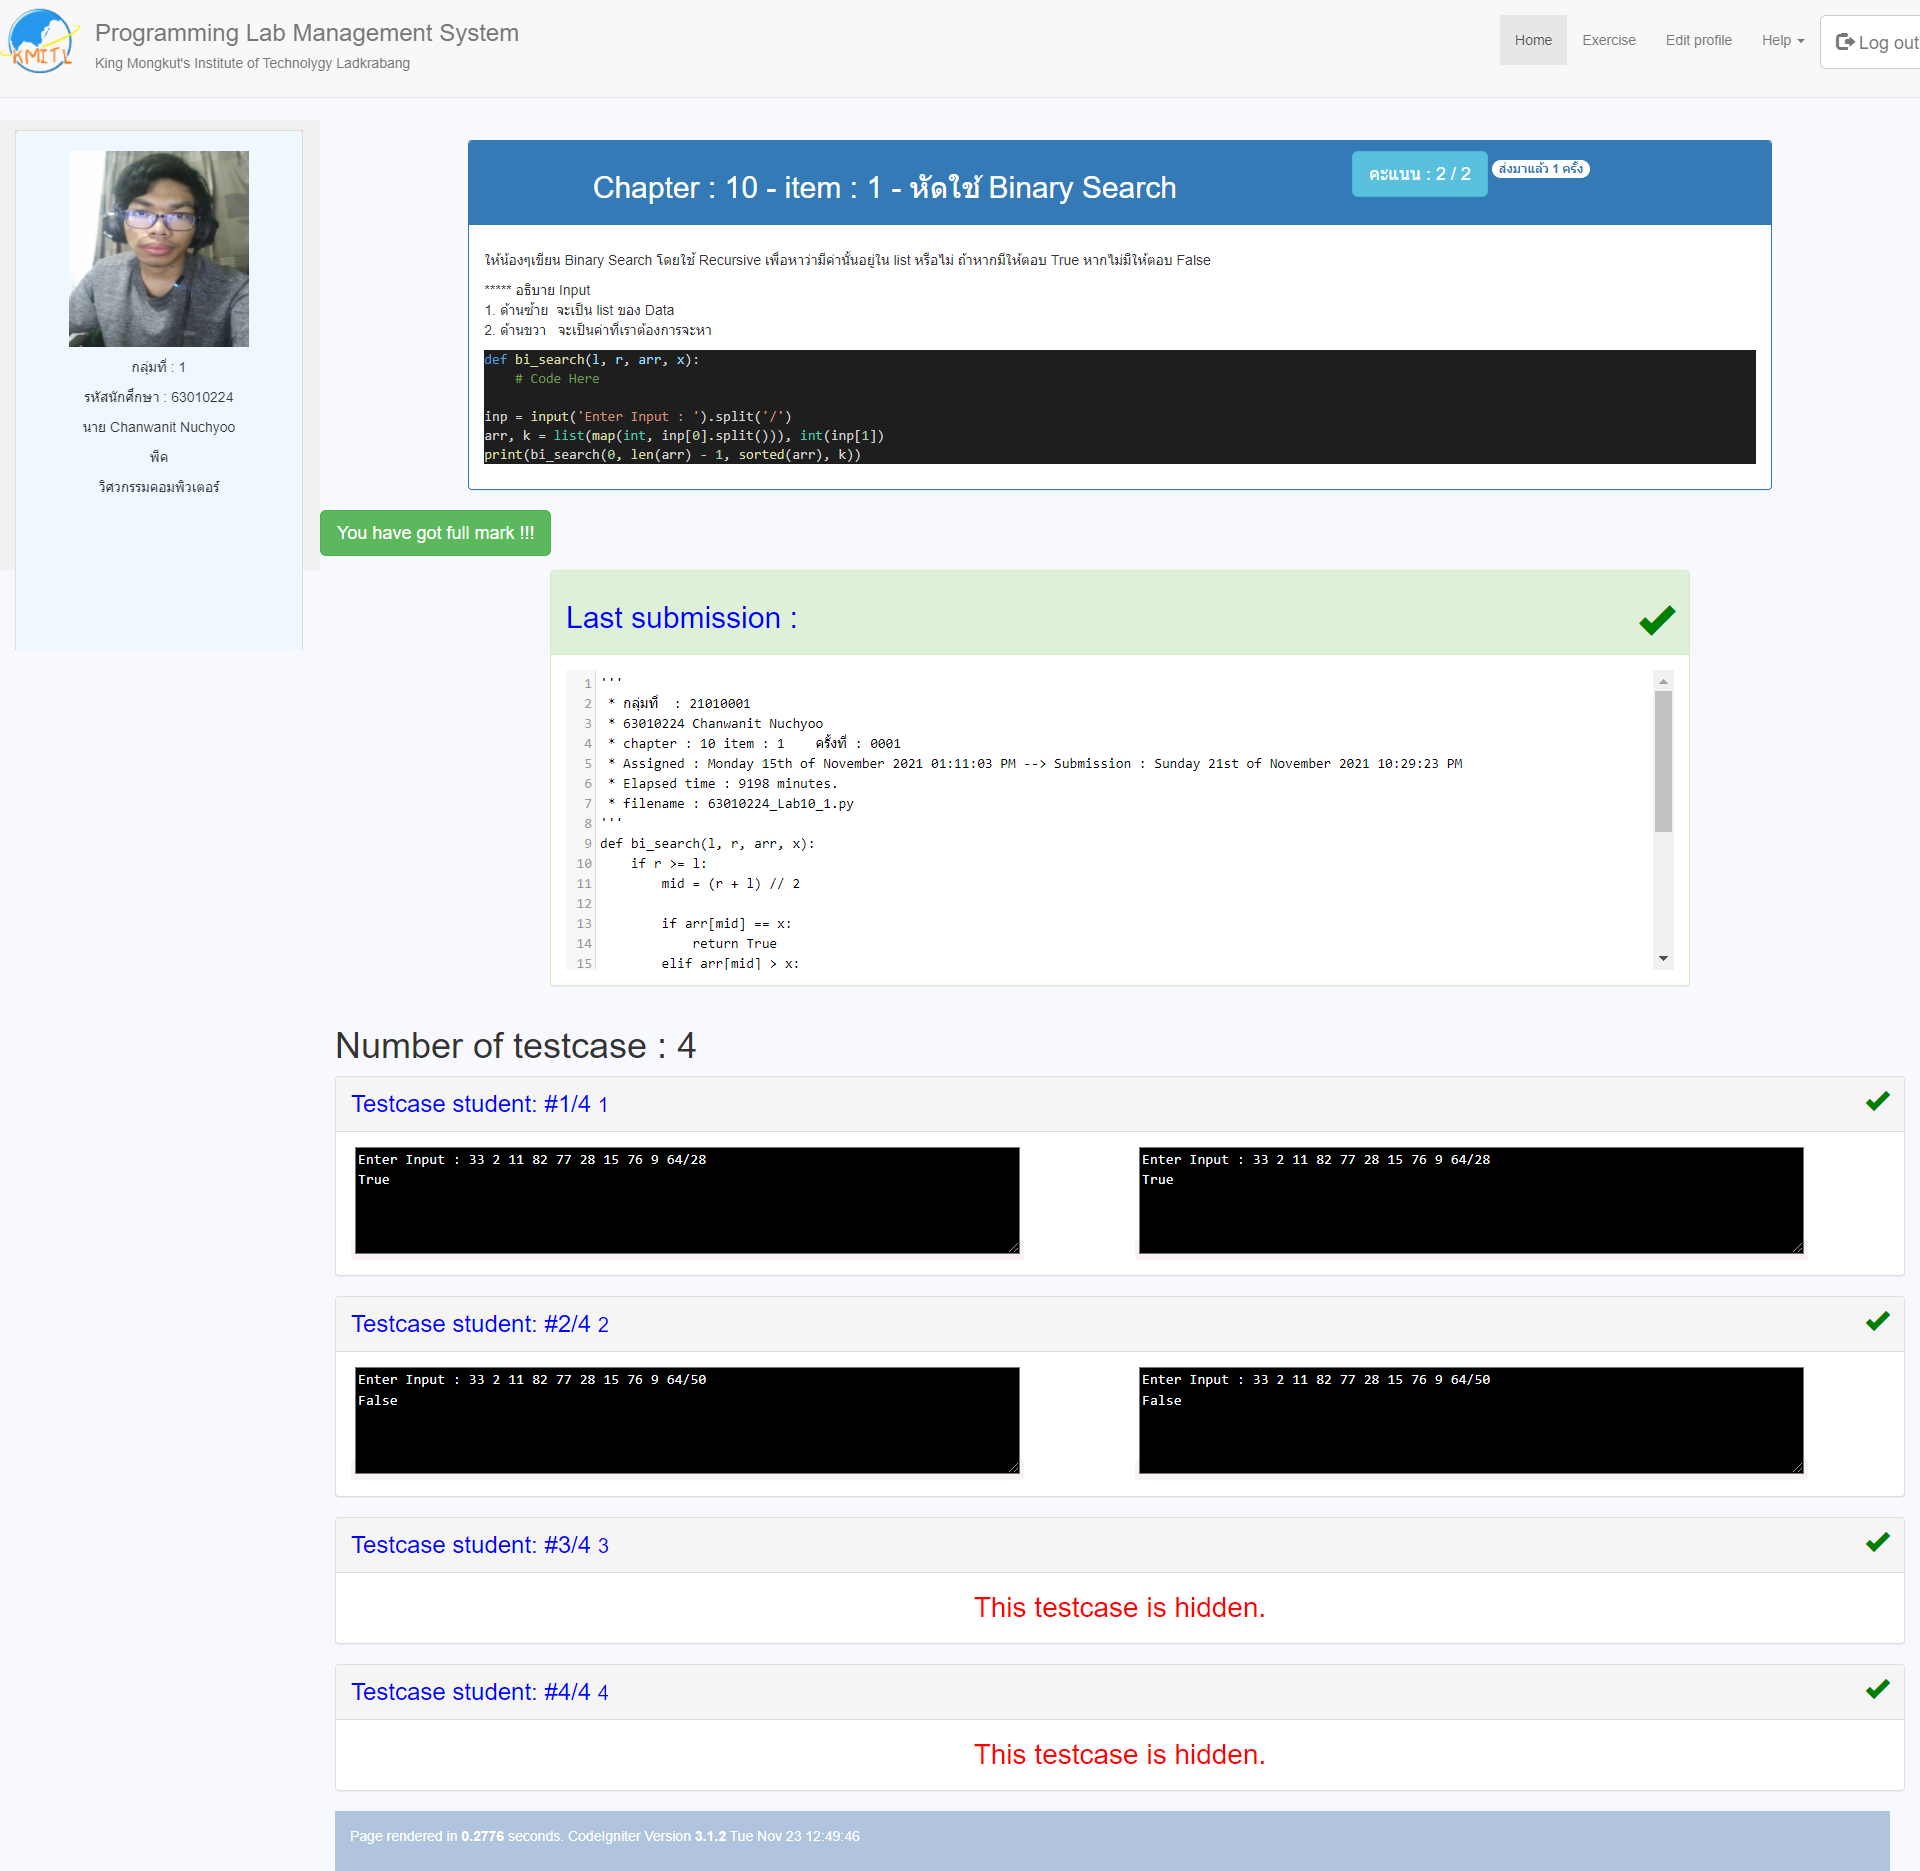 KMITL
Programming Lab Management System
King Mongkut's Institute of Technolygy Ladkrabang
Home
Exercise
Edit profile
Help
Log out
กลุ่มที่ : 1
รหัสนักศึกษา : 63010224
นาย Chanwanit Nuchyoo
พีค
วิศวกรรมคอมพิวเตอร์
Chapter : 10 - item : 1 - หัดใช้ Binary Search
คะแนน : 2 / 2
ส่งมาแล้ว 1 ครั้ง
ให้น้องๆเขียน Binary Search โดยใช้ Recursive เพื่อหาว่ามีค่านั้นอยู่ใน list หรือไม่ ถ้าหากมีให้ตอบ True หากไม่มีให้ตอบ False
***** อธิบาย Input
1. ด้านซ้าย  จะเป็น list ของ Data
2. ด้านขวา   จะเป็นค่าที่เราต้องการจะหา
def bi_search(l, r, arr, x):
    # Code Here
inp = input('Enter Input : ').split('/')
arr, k = list(map(int, inp[0].split())), int(inp[1])
print(bi_search(0, len(arr) - 1, sorted(arr), k))
You have got full mark !!!
Last submission :
1 '''
2  * กลุ่มที่  : 21010001
3  * 63010224 Chanwanit Nuchyoo
4  * chapter : 10 item : 1    ครั้งที่ : 0001
5  * Assigned : Monday 15th of November 2021 01:11:03 PM --> Submission : Sunday 21st of November 2021 10:29:23 PM
6  * Elapsed time : 9198 minutes.
7  * filename : 63010224_Lab10_1.py
8 '''
9 def bi_search(l, r, arr, x):
10     if r >= l:
11         mid = (r + l) // 2
12
13         if arr[mid] == x:
14             return True
15         elif arr[mid] > x:
Number of testcase : 4
Testcase student: #1/4 1
Enter Input : 33 2 11 82 77 28 15 76 9 64/28
True
Enter Input : 33 2 11 82 77 28 15 76 9 64/28
True
Testcase student: #2/4 2
Enter Input : 33 2 11 82 77 28 15 76 9 64/50
False
Enter Input : 33 2 11 82 77 28 15 76 9 64/50
False
Testcase student: #3/4 3
This testcase is hidden.
Testcase student: #4/4 4
This testcase is hidden.
Page rendered in 0.2776 seconds. CodeIgniter Version 3.1.2 Tue Nov 23 12:49:46